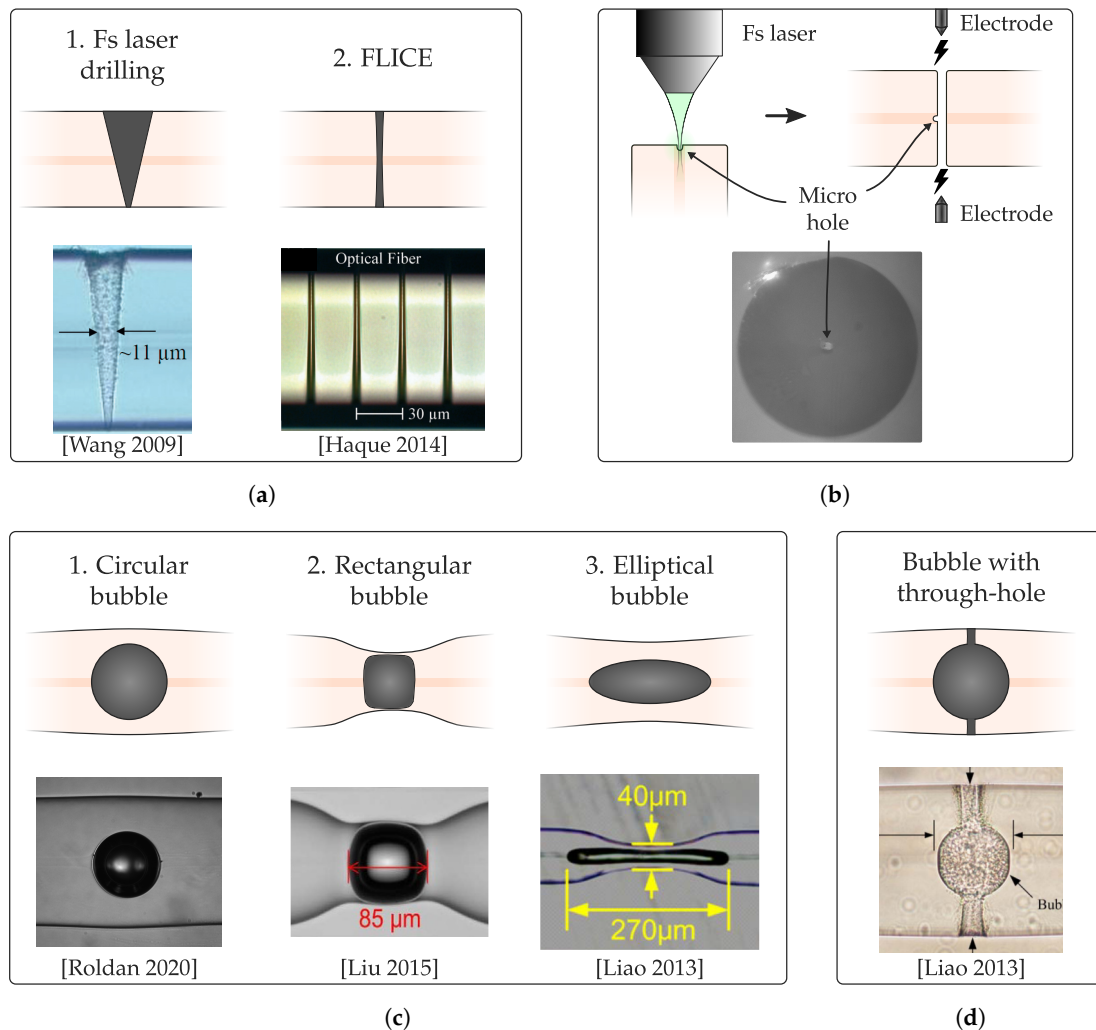 1. Fs laser
drilling
2. FLICE
~11 µm
Optical Fiber
30 µm
[Wang 2009]
[Haque 2014]
(a)
Fs laser
Electrode
Micro
hole
Electrode
(b)
1. Circular
bubble
2. Rectangular
bubble
3. Elliptical
bubble
85 µm
40µm
270µm
[Roldan 2020]
[Liu 2015]
[Liao 2013]
(c)
Bubble with
through-hole
Bub
[Liao 2013]
(d)